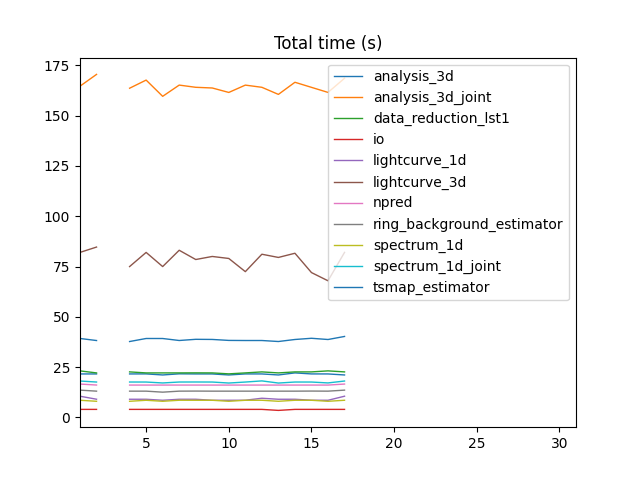 Total time (s)
175
150
125
100
75
50
25
0
5
10
15
20
25
30
analysis_3d
analysis_3d_joint
data_reduction_lst1
io
lightcurve_1d
lightcurve_3d
npred
ring_background_estimator
spectrum_1d
spectrum_1d_joint
tsmap_estimator